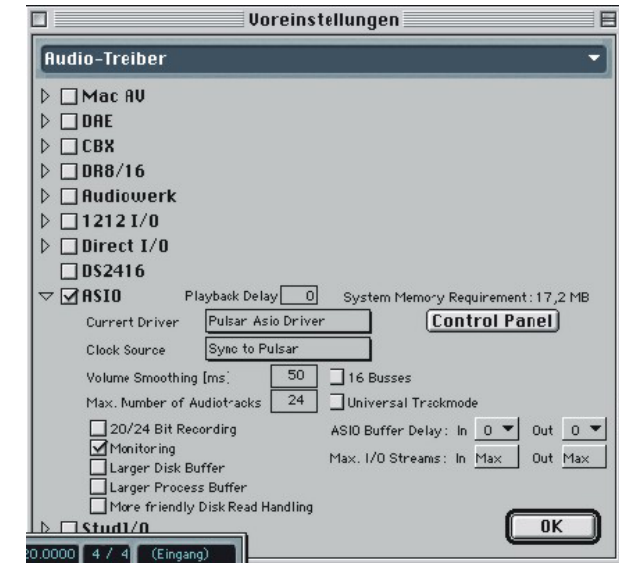 Voreinstellungen
Audio-Treiber
Mac AV
DAE
CBX
DR8/16
Audiowerk
1212 I/O
Direct I/O
DS2416
ASIO Playback Delay 0 System Memory Requirement: 17,2 MB
Current Driver Pulsar Asio Driver Control Panel
Clock Source Sync to Pulsar
Volume Smoothing [ms] 50 16 Busses
Max. Number of Audiotracks 24 Universal Trackmode
20/24 Bit Recording ASIO Buffer Delay: In 0 Out 0
Monitoring Max. I/O Streams: In Max Out Max
Larger Disk Buffer
Larger Process Buffer
More friendly Disk Read Handling
StudI/O OK
20.0000 4 / 4 (Eingang)